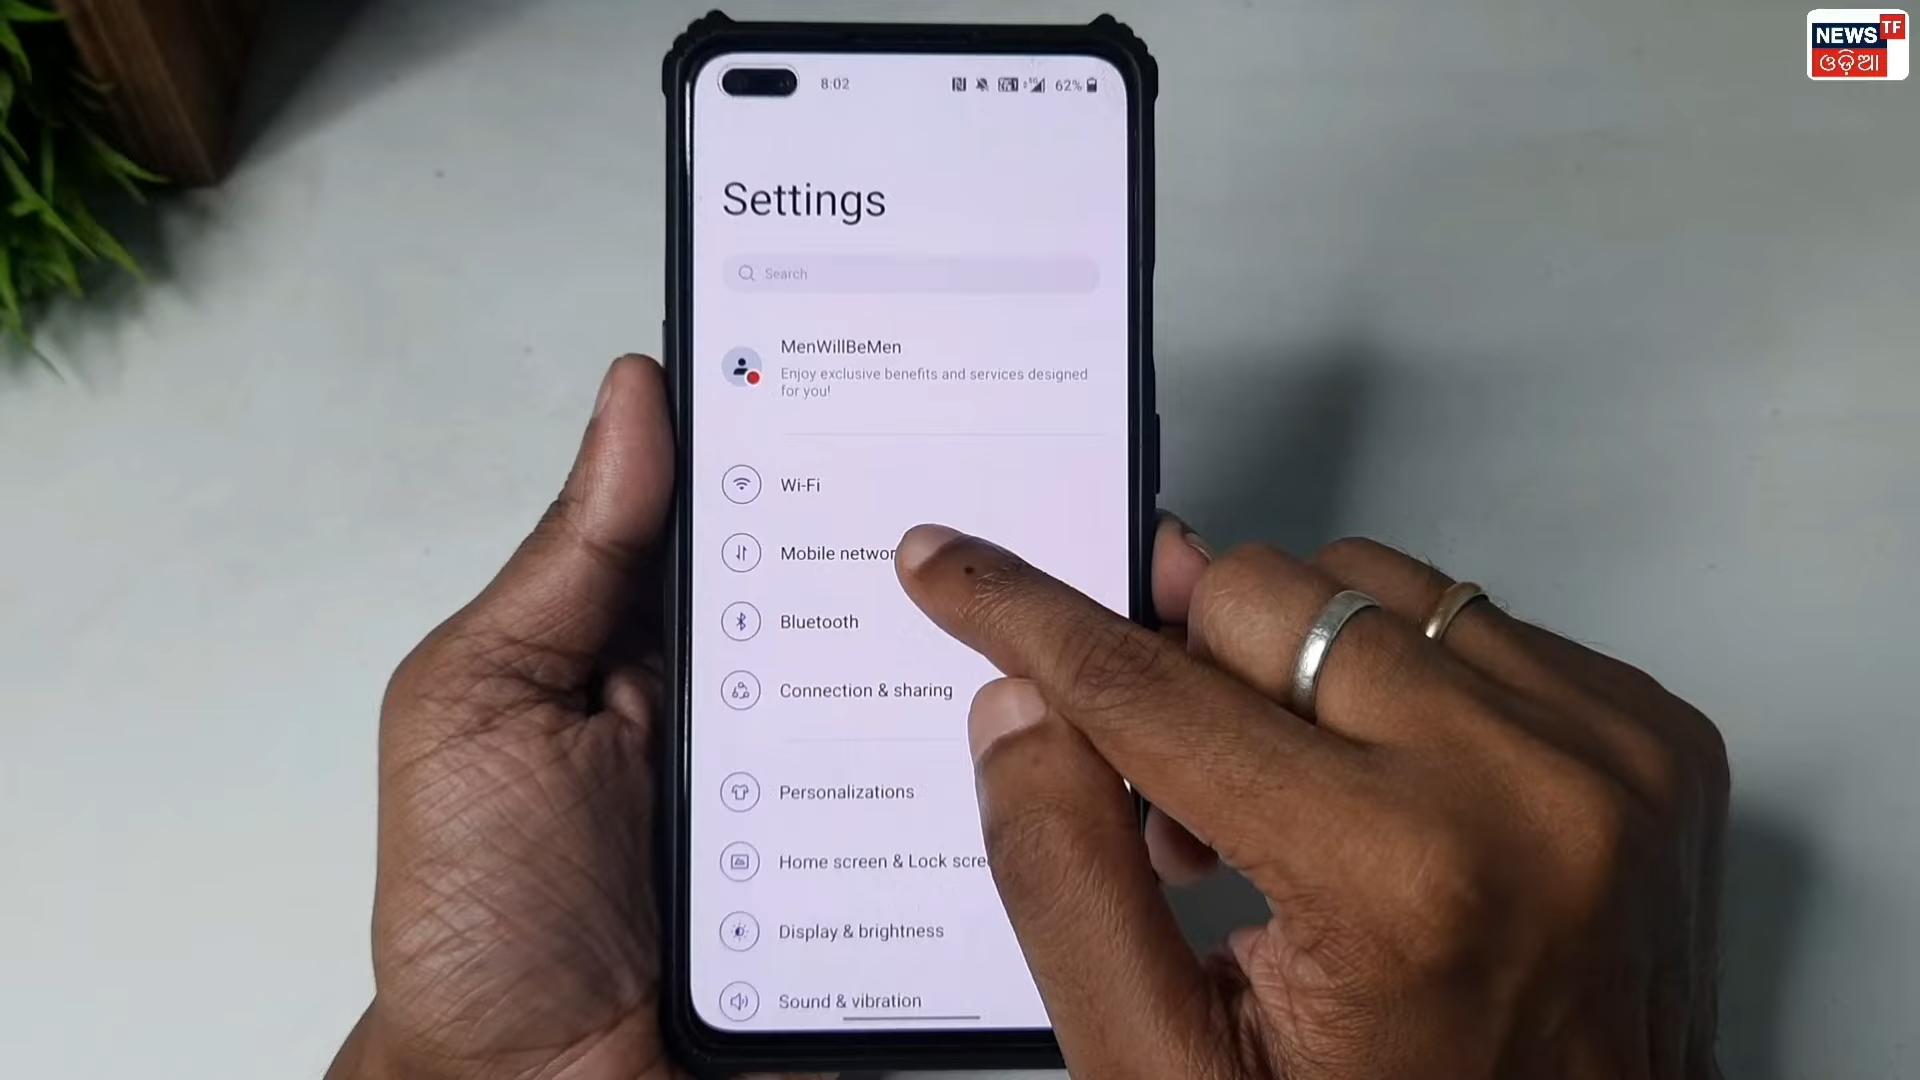 NEWS TF
ଓଡ଼ିଆ
8:02
62%
Settings
Search
MenWillBeMen
Enjoy exclusive benefits and services designed
for you!
Wi-Fi
Mobile networ
Bluetooth
Connection & sharing
Personalizations
Home screen & Lock scre
Display & brightness
Sound & vibration